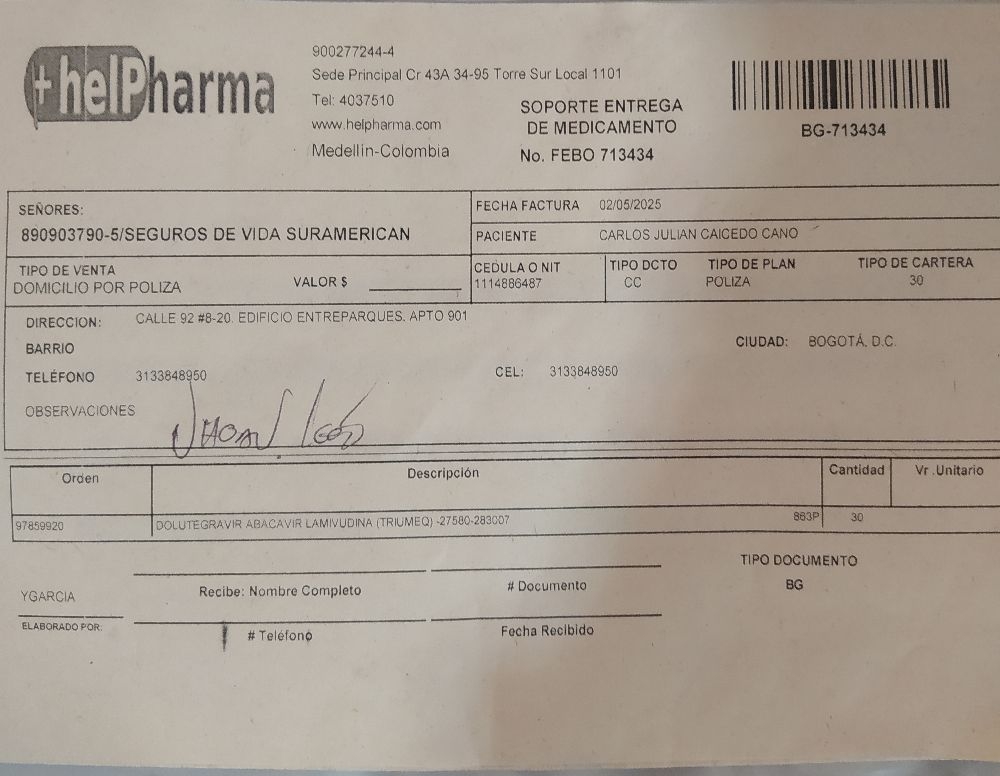 helPharma
900277244-4
Sede Principal Cr 43A 34-95 Torre Sur Local 1101
Tel: 4037510
www.helpharma.com
Medellin-Colombia
SOPORTE ENTREGA
DE MEDICAMENTO
No. FEBO 713434
BG-713434
SEÑORES:
890903790-5/SEGUROS DE VIDA SURAMERICAN
FECHA FACTURA 02/05/2025
PACIENTE CARLOS JULIAN CAICEDO CANO
TIPO DE VENTA
DOMICILIO POR POLIZA VALOR $
CEDULA O NIT TIPO DCTO TIPO DE PLAN TIPO DE CARTERA
1114886487 CC POLIZA 30
DIRECCION: CALLE 92 #8-20. EDIFICIO ENTREPARQUES. APTO 901
BARRIO CIUDAD: BOGOTÁ, D.C.
TELÉFONO 3133848950 CEL: 3133848950
OBSERVACIONES
Orden Descripción Cantidad Vr .Unitario
97859920 DOLUTEGRAVIR ABACAVIR LAMIVUDINA (TRIUMEQ) -27580-283007 863P 30
TIPO DOCUMENTO
BG
Recibe: Nombre Completo # Documento
YGARCIA
ELABORADO POR:
# Teléfono Fecha Recibido